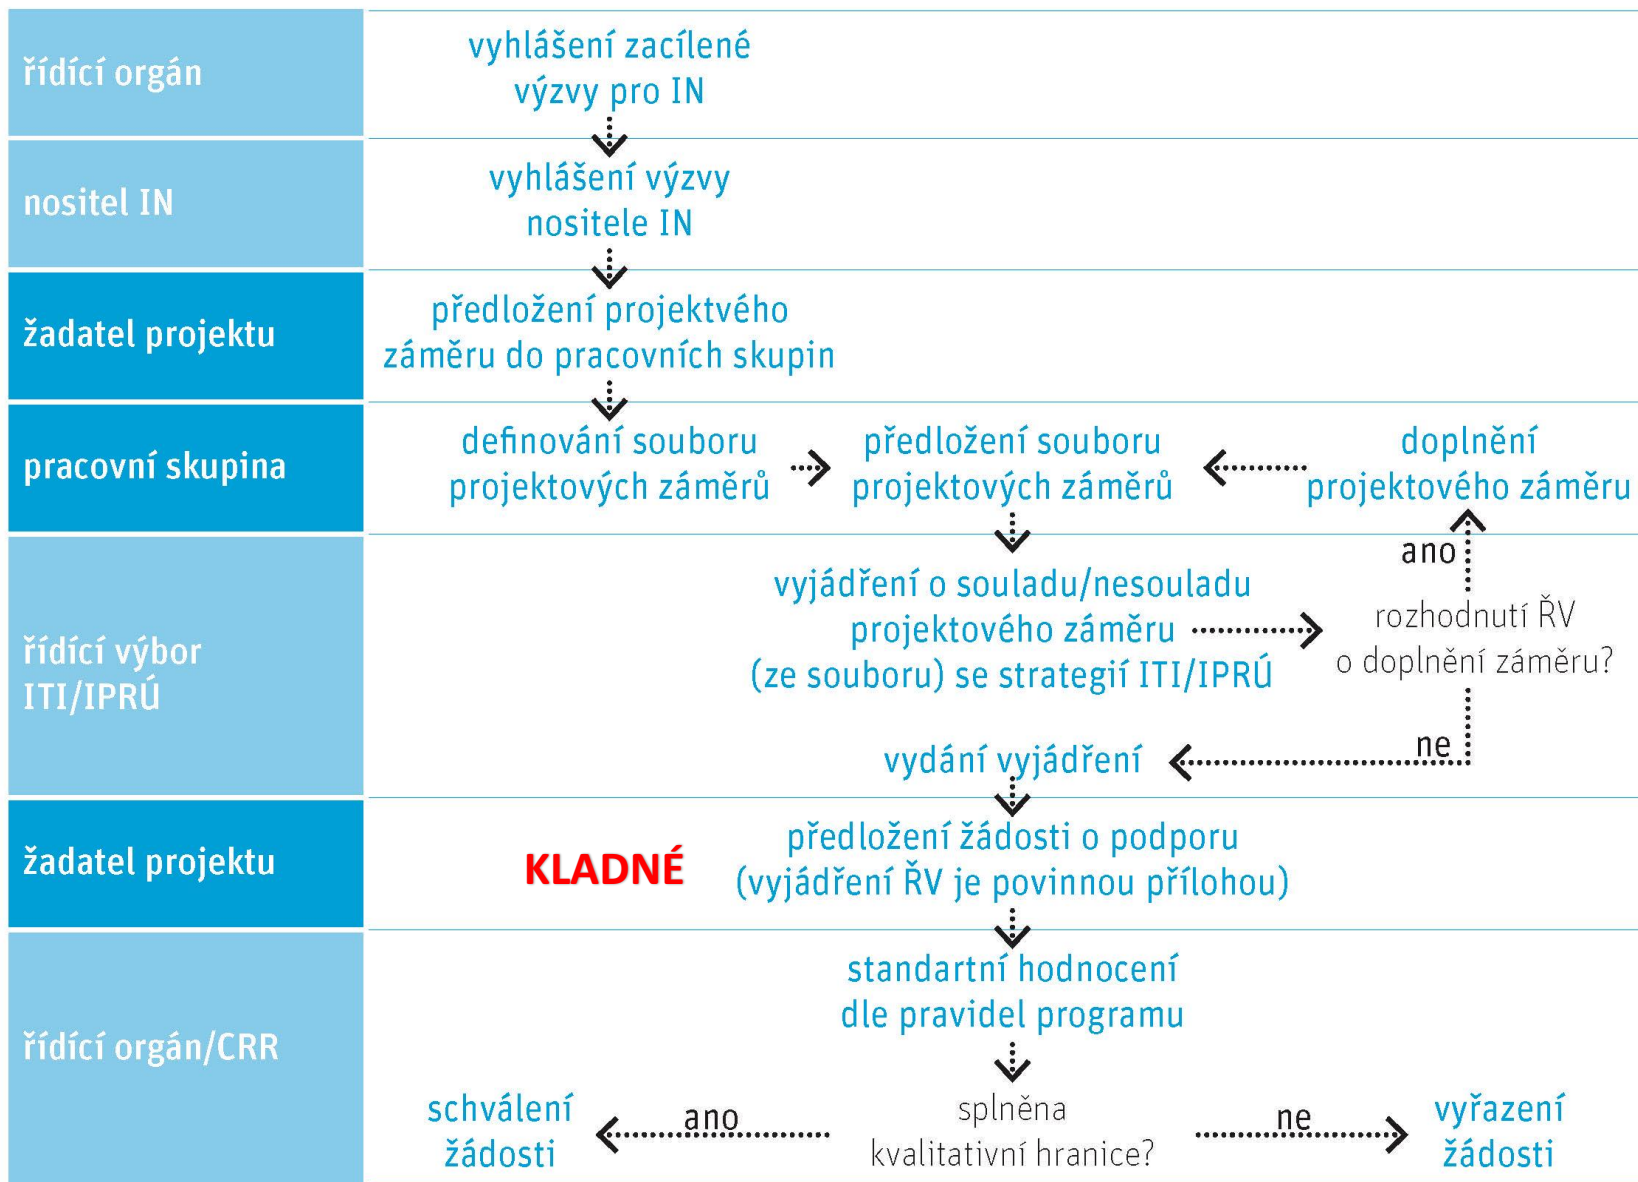 řídící orgán
vyhlášení zacílené
výzvy pro IN
nositel IN
vyhlášení výzvy
nositele IN
žadatel projektu
předložení projektvého
záměru do pracovních skupin
pracovní skupina
definování souboru
projektových záměrů
předložení souboru
projektových záměrů
doplnění
projektového záměru
řídící výbor
ITI/IPRÚ
vyjádření o souladu/nesouladu
projektového záměru
(ze souboru) se strategií ITI/IPRÚ
ano
rozhodnutí ŘV
o doplnění záměru?
ne
vydání vyjádření
žadatel projektu
KLADNÉ
předložení žádosti o podporu
(vyjádření ŘV je povinnou přílohou)
řídící orgán/CRR
standartní hodnocení
dle pravidel programu
schválení
žádosti
ano
splněna
kvalitativní hranice?
ne
vyřazení
žádosti